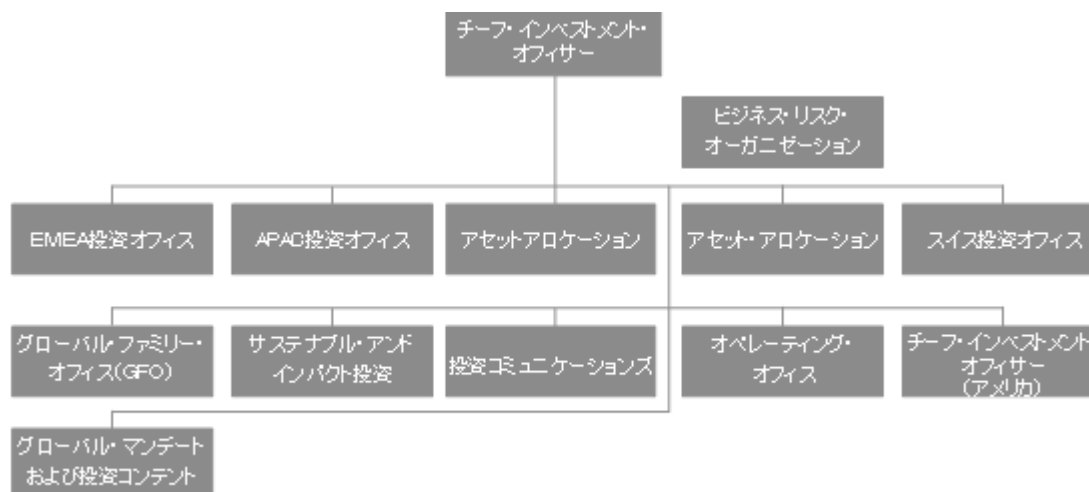 チーフ・インベストメント・
オフィサー
ビジネス・リスク・
オーガニゼーション
EMEA投資オフィス
APAC投資オフィス
アセットアロケーション
アセット・アロケーション
スイス投資オフィス
グローバル・ファミリー・
オフィス(GFO)
サステナブル・アンド
インパクト投資
投資コミュニケーションズ
オペレーティング・
オフィス
チーフ・インベストメント
オフィサー
(アメリカ)
グローバル・マンデート
および投資コンテント